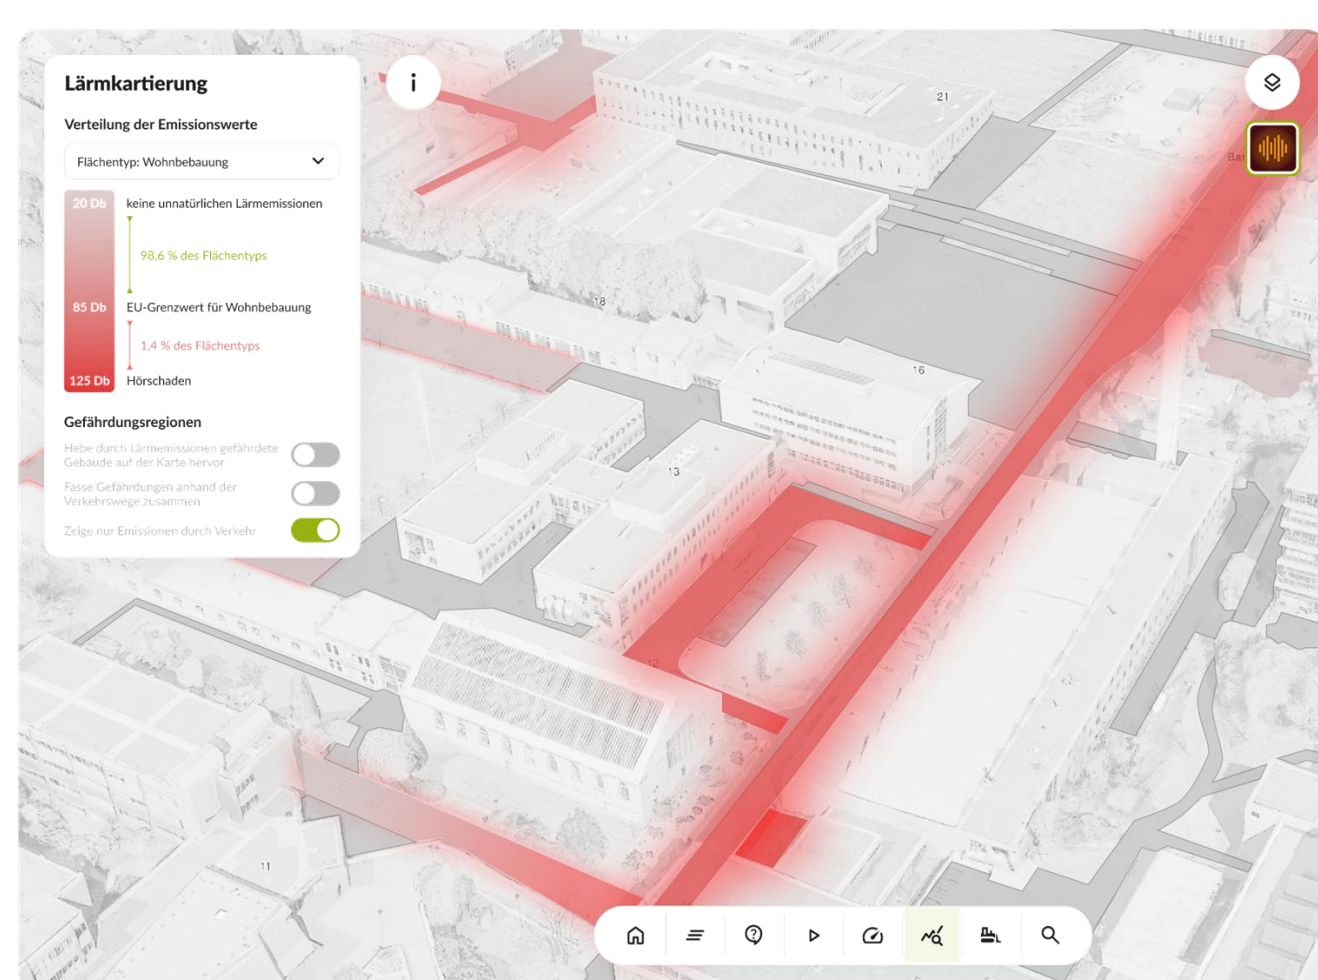 Lärmkartierung
Verteilung der Emissionswerte
Flächentyp: Wohnbebauung
20 Db
keine unnatürlichen Lärmemissionen
98,6 % des Flächentyps
85 Db
EU-Grenzwert für Wohnbebauung
1,4 % des Flächentyps
125 Db
Hörschaden
Gefährdungsregionen
Hebe durch Lärmemissionen gefährdete
Gebäude auf der Karte hervor
Fasse Gefährdungen anhand der
Verkehrswege zusammen
Zeige nur Emissionen durch Verkehr
i
21
18
16
13
12
11